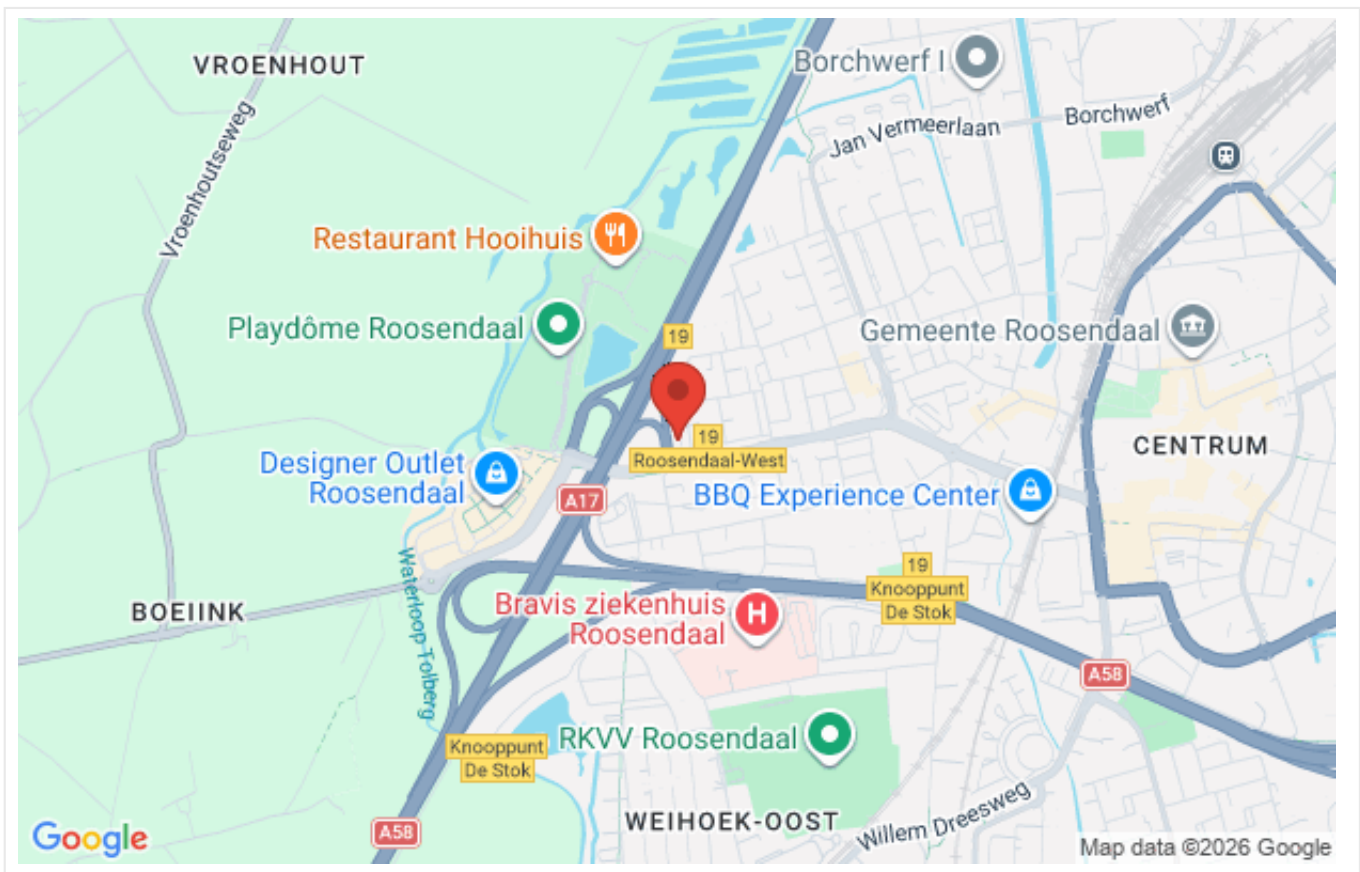 VROENHOUT
Borchwerf I
Borchwerf
Jan Vermeerlaan
Vroenhoutseweg
Restaurant Hooihuis
Playdôme Roosendaal
19
Gemeente Roosendaal
19
Roosendaal-West
CENTRUM
Designer Outlet
Roosendaal
A17
BBQ Experience Center
Waterloop-Tolberg
19
Knooppunt
De Stok
BOEIINK
Bravis ziekenhuis
Roosendaal
H
A58
Knooppunt
De Stok
RKVV Roosendaal
WEIHOEK-OOST
Willem Dreesweg
A58
Google
Map data ©2026 Google